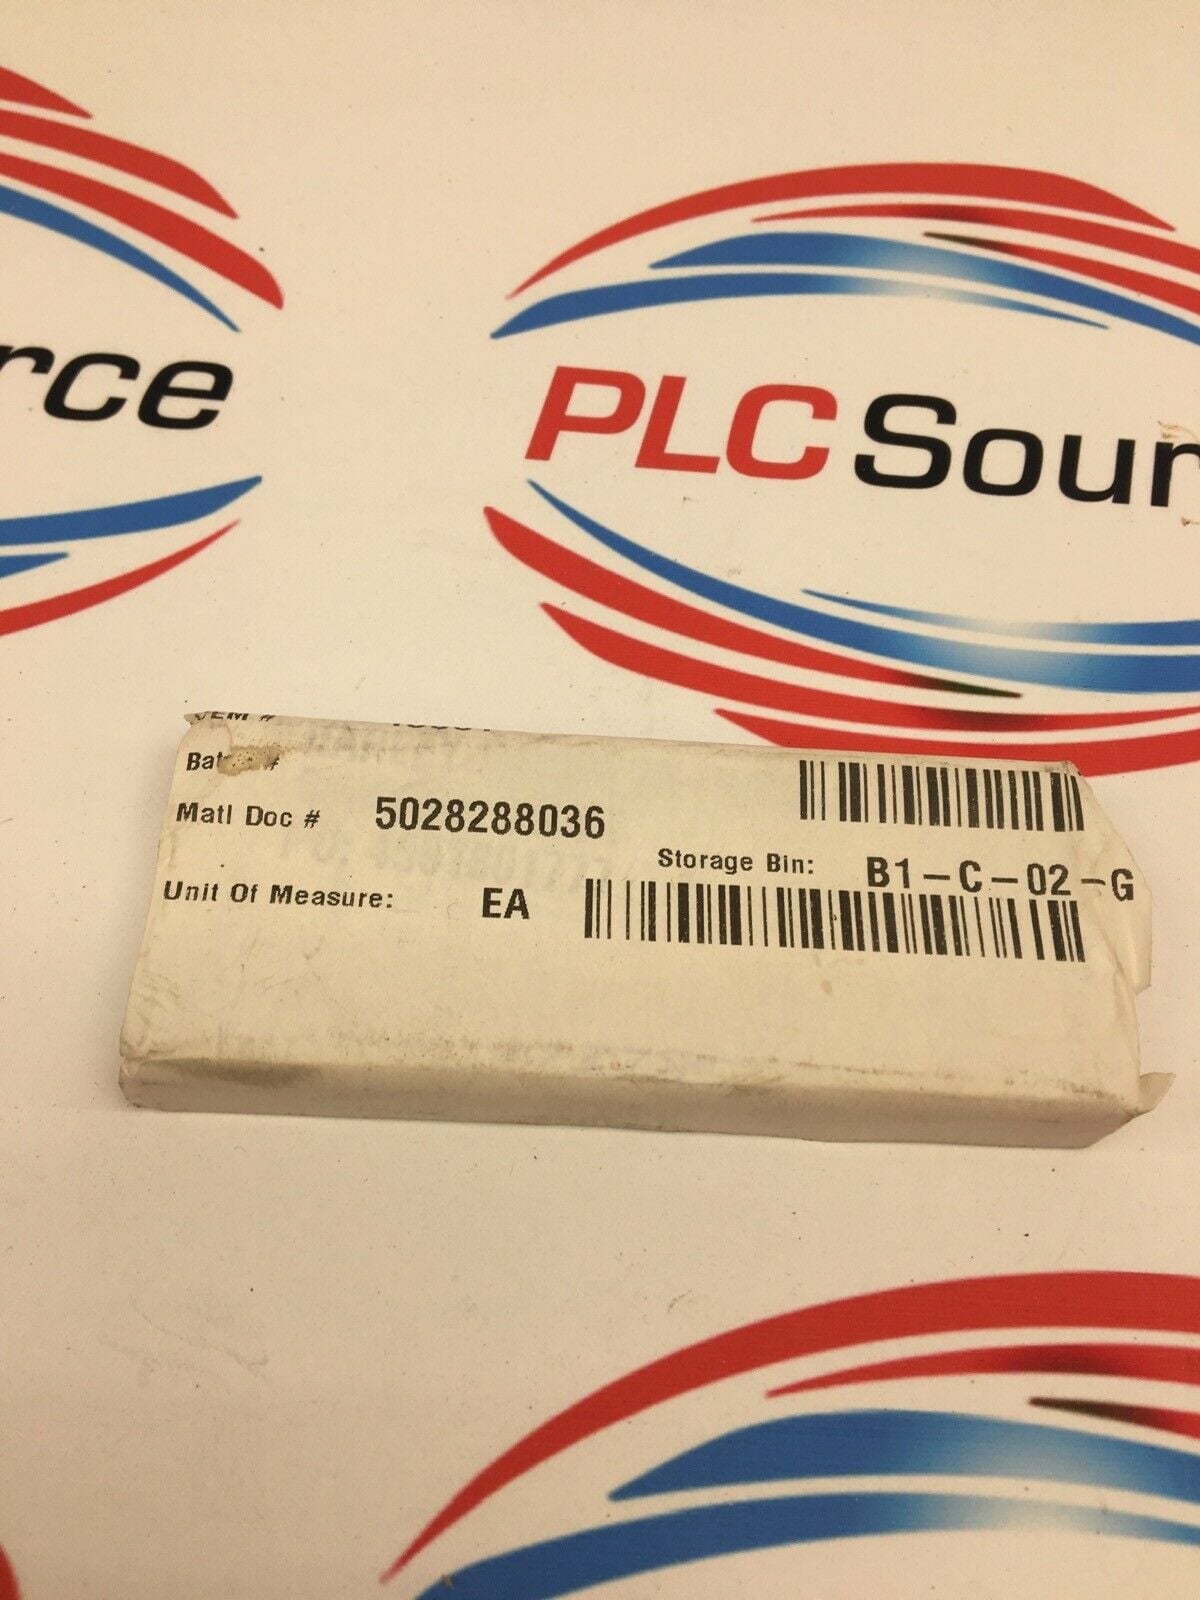 rce
PLC Sour
Matl Doc # 5028288036
Storage Bin: B1-C-02-G
Unit Of Measure: EA